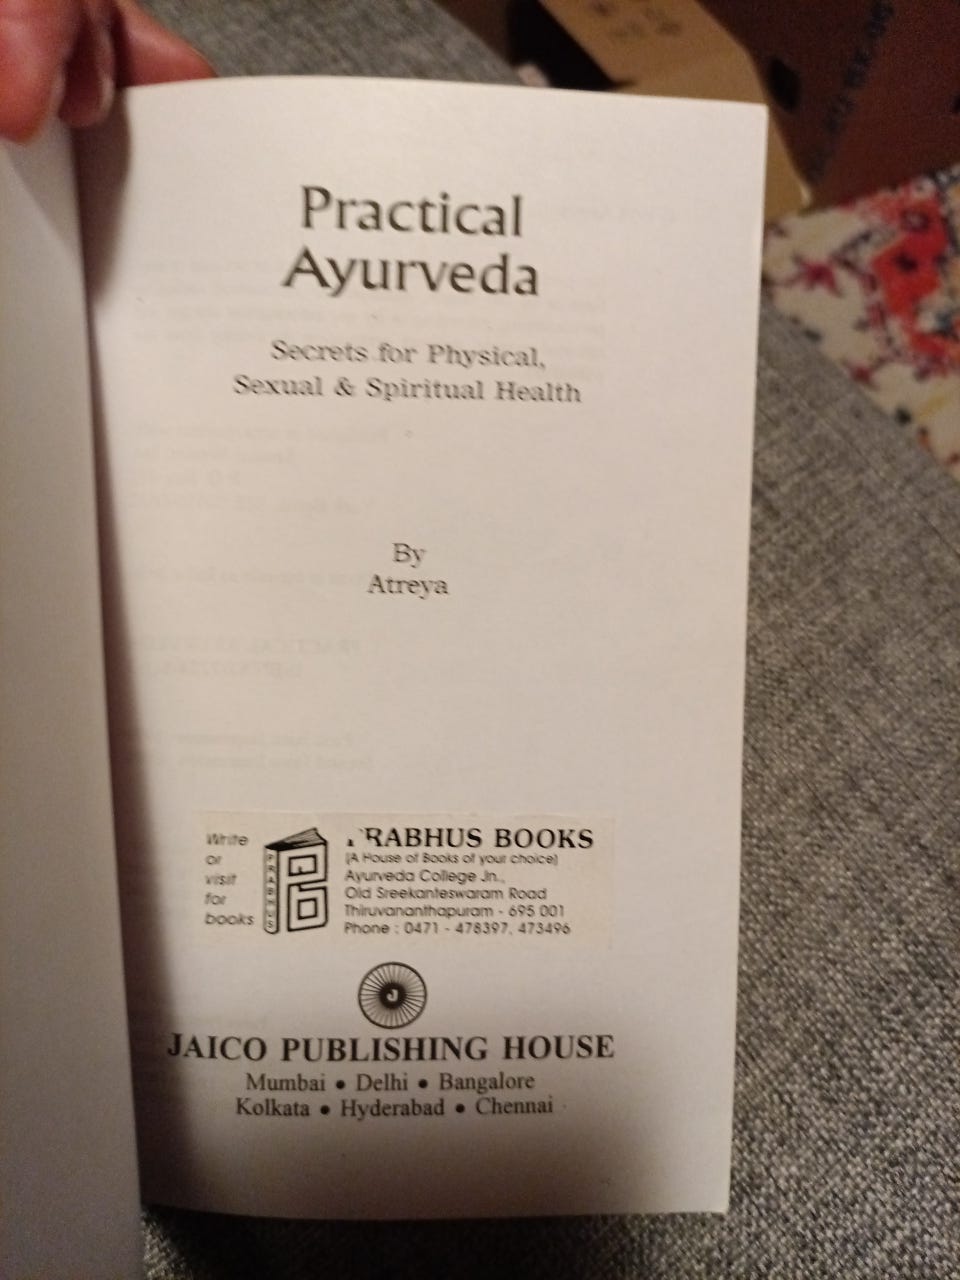 Practical
Ayurveda
Secrets for Physical,
Sexual & Spiritual Health
By
Atreya
Write
or
visit
for
books
PRABHUS
PRABHUS BOOKS
(A House of Books of your choice)
Ayurveda College Jn.,
Old Sreekanteswaram Road
Thiruvananthapuram - 695 001
Phone : 0471 - 478397, 473496
J
JAICO PUBLISHING HOUSE
Mumbai • Delhi • Bangalore
Kolkata • Hyderabad • Chennai